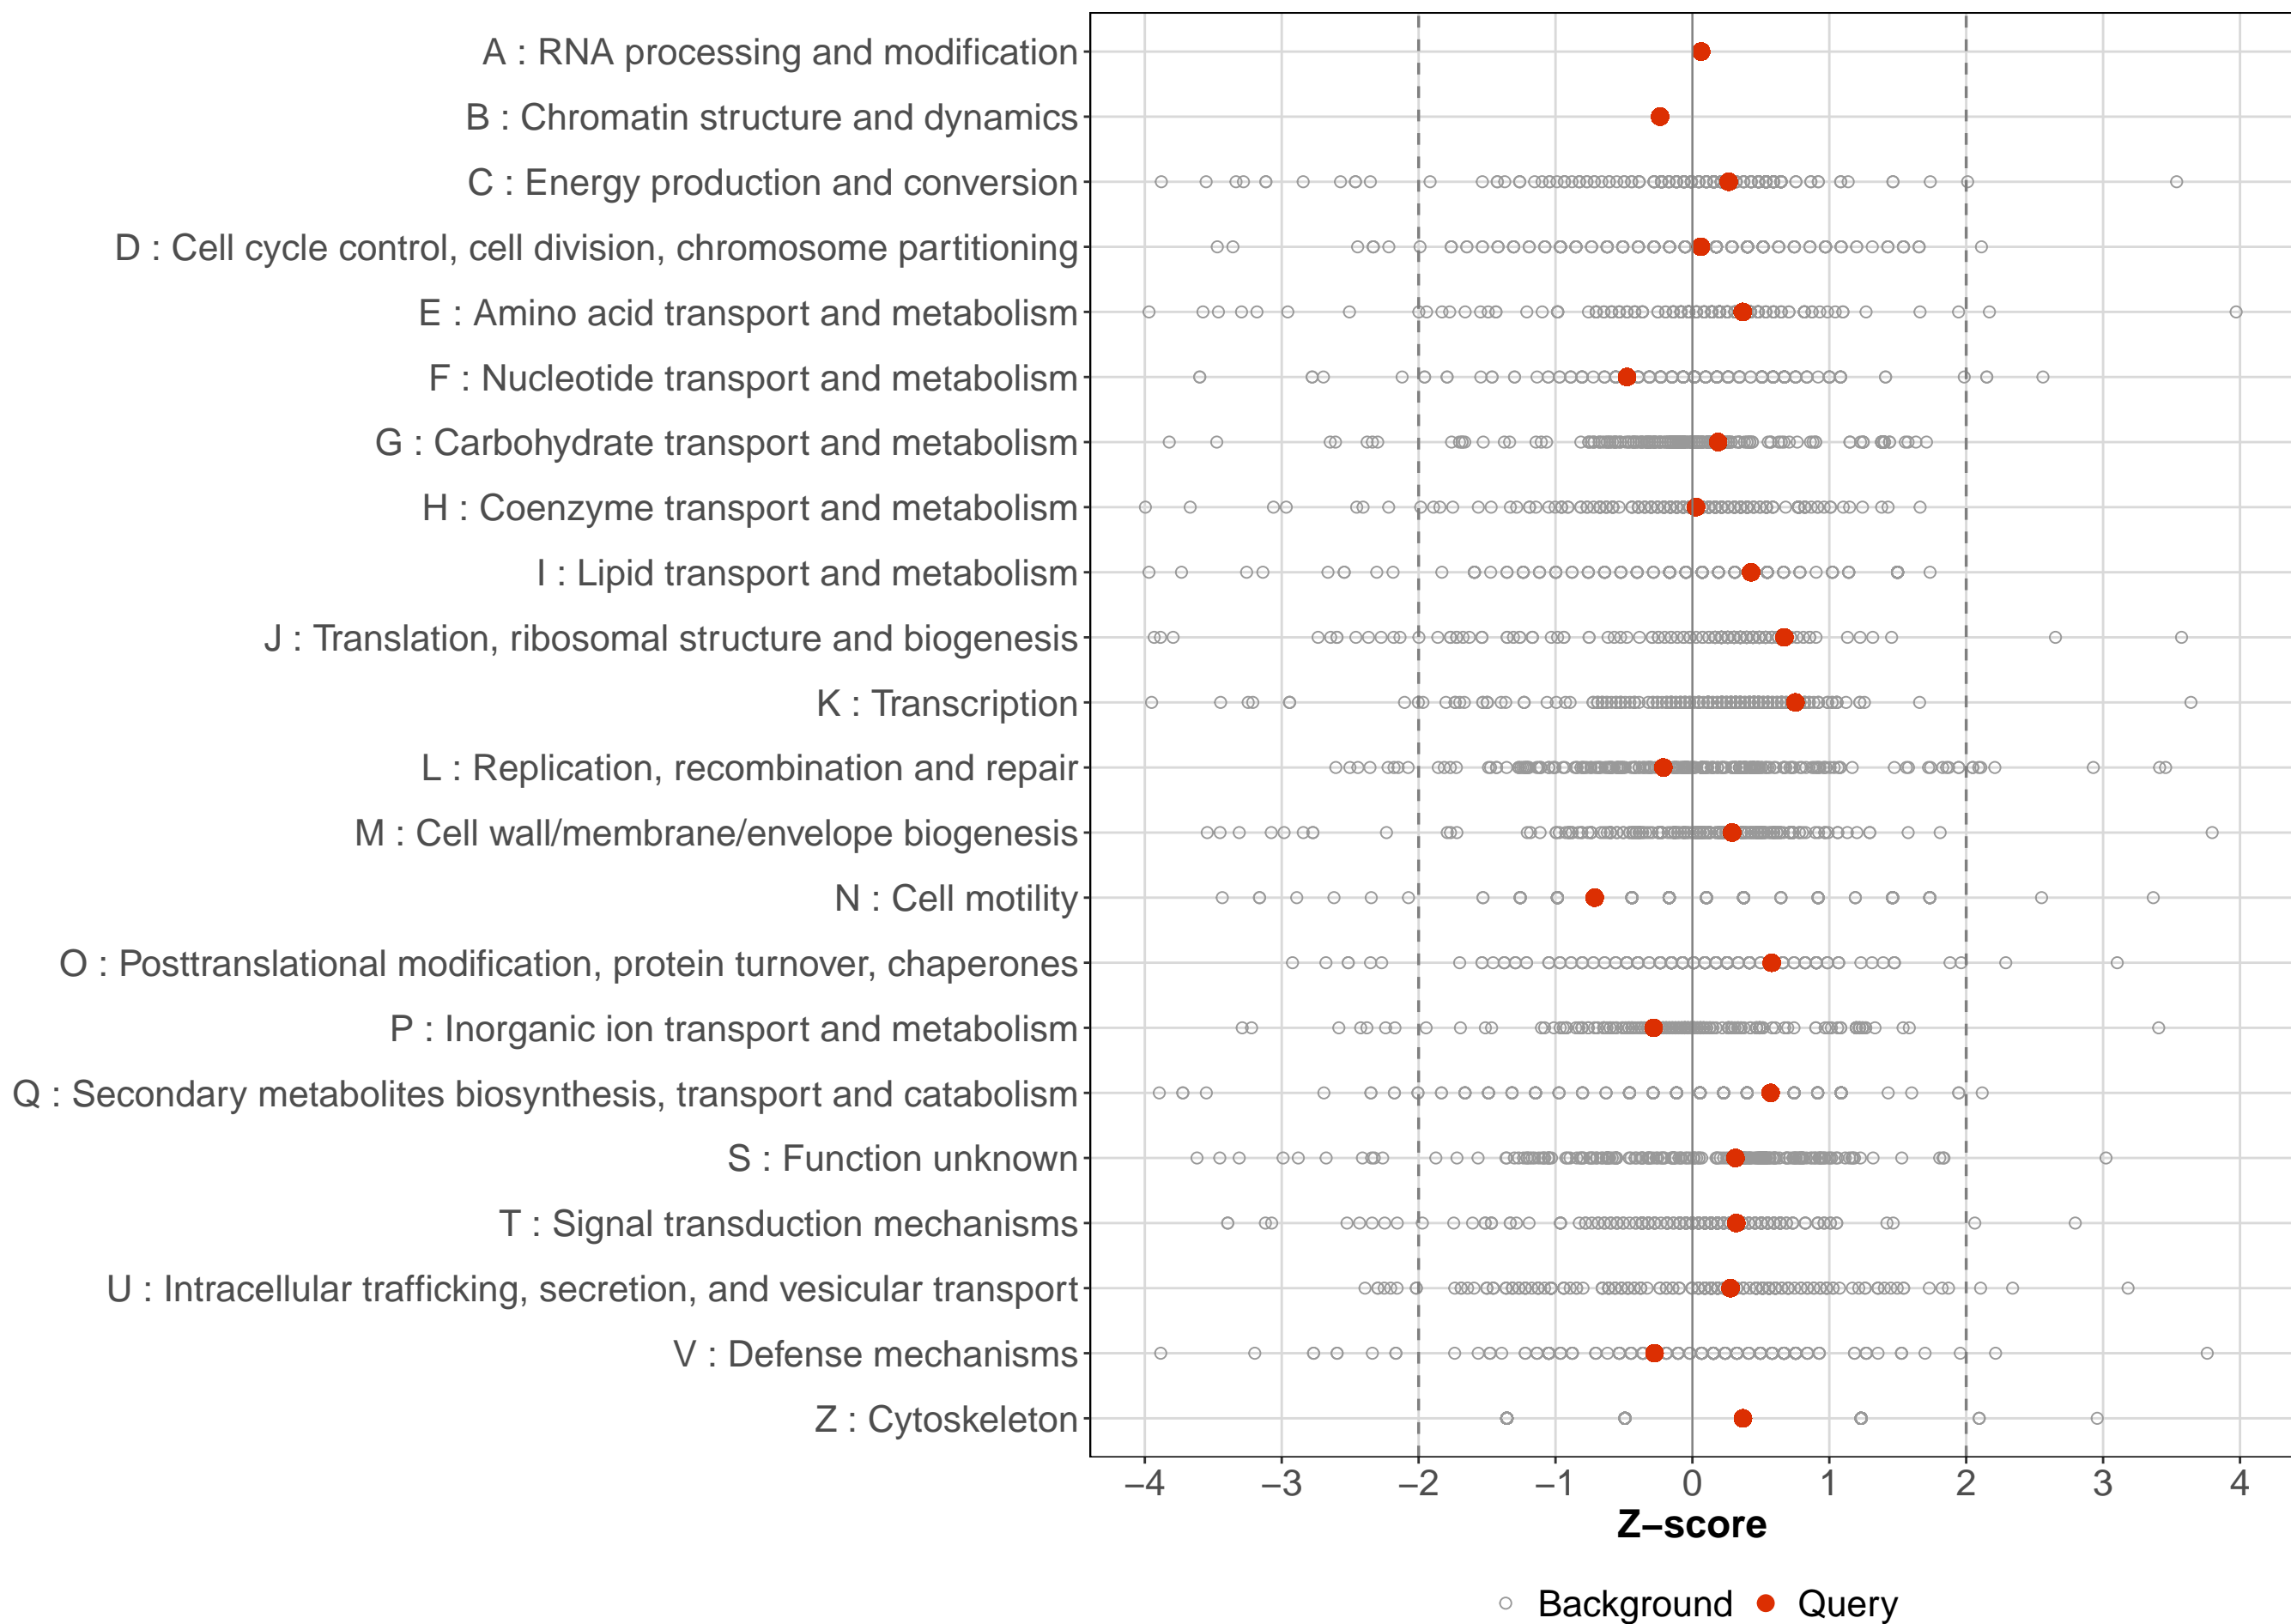 A : RNA processing and modification
B : Chromatin structure and dynamics
C : Energy production and conversion
D : Cell cycle control, cell division, chromosome partitioning
E : Amino acid transport and metabolism
F : Nucleotide transport and metabolism
G : Carbohydrate transport and metabolism
H : Coenzyme transport and metabolism
I : Lipid transport and metabolism
J : Translation, ribosomal structure and biogenesis
K : Transcription
L : Replication, recombination and repair
M : Cell wall/membrane/envelope biogenesis
N : Cell motility
O : Posttranslational modification, protein turnover, chaperones
P : Inorganic ion transport and metabolism
Q : Secondary metabolites biosynthesis, transport and catabolism
S : Function unknown
T : Signal transduction mechanisms
U : Intracellular trafficking, secretion, and vesicular transport
V : Defense mechanisms
Z : Cytoskeleton
−4 −3 −2 −1 0 1 2 3 4
Z−score
Background Query